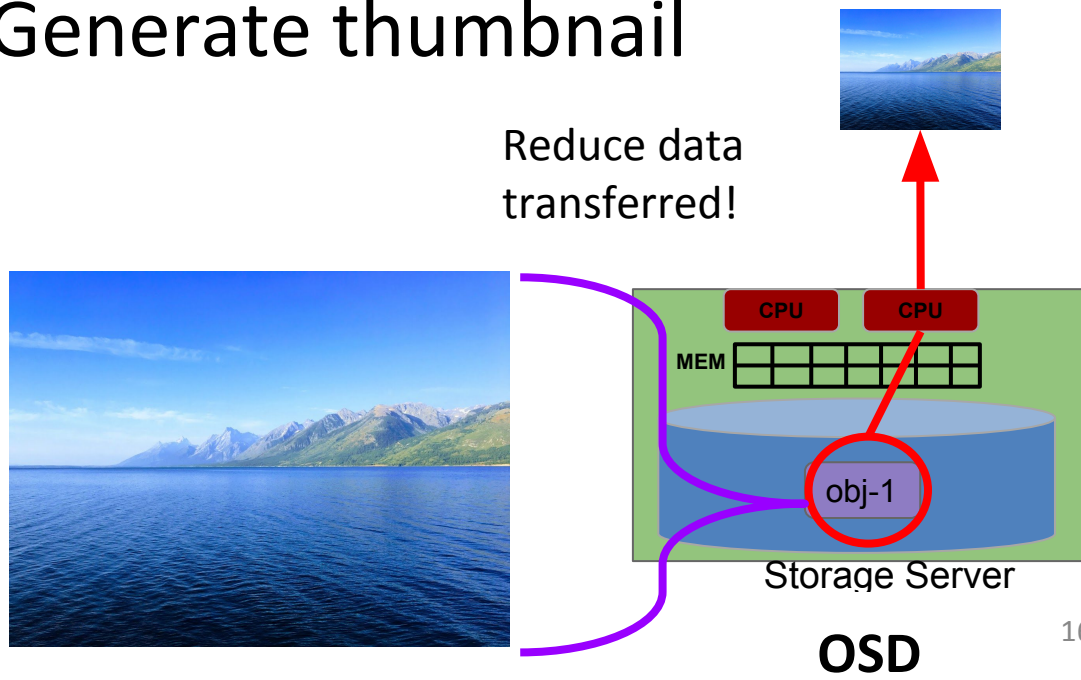 Generate thumbnail
Reduce data
transferred!
CPU CPU
MEM
obj-1
Storage Server
OSD